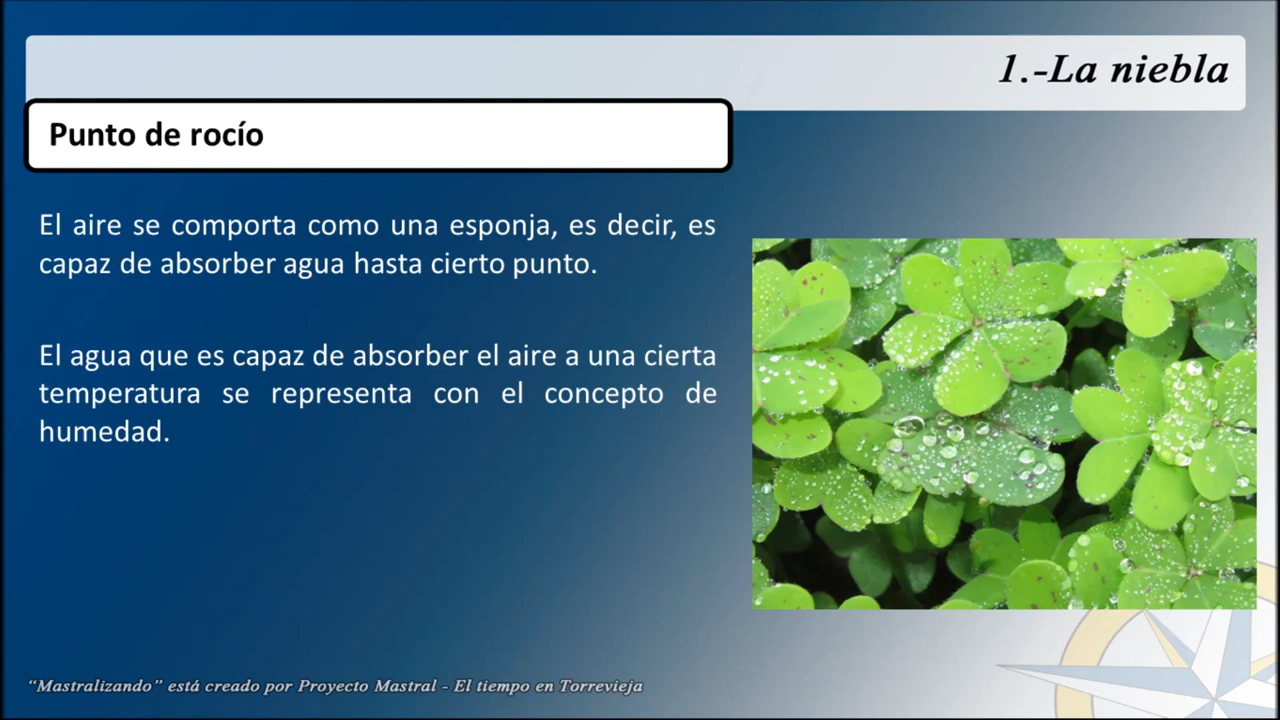 1.-La niebla
Punto de rocío
El aire se comporta como una esponja, es decir, es
capaz de absorber agua hasta cierto punto.
El agua que es capaz de absorber el aire a una cierta
temperatura se representa con el concepto de
humedad.
“Mastralizando” está creado por Proyecto Mastral - El tiempo en Torrevieja